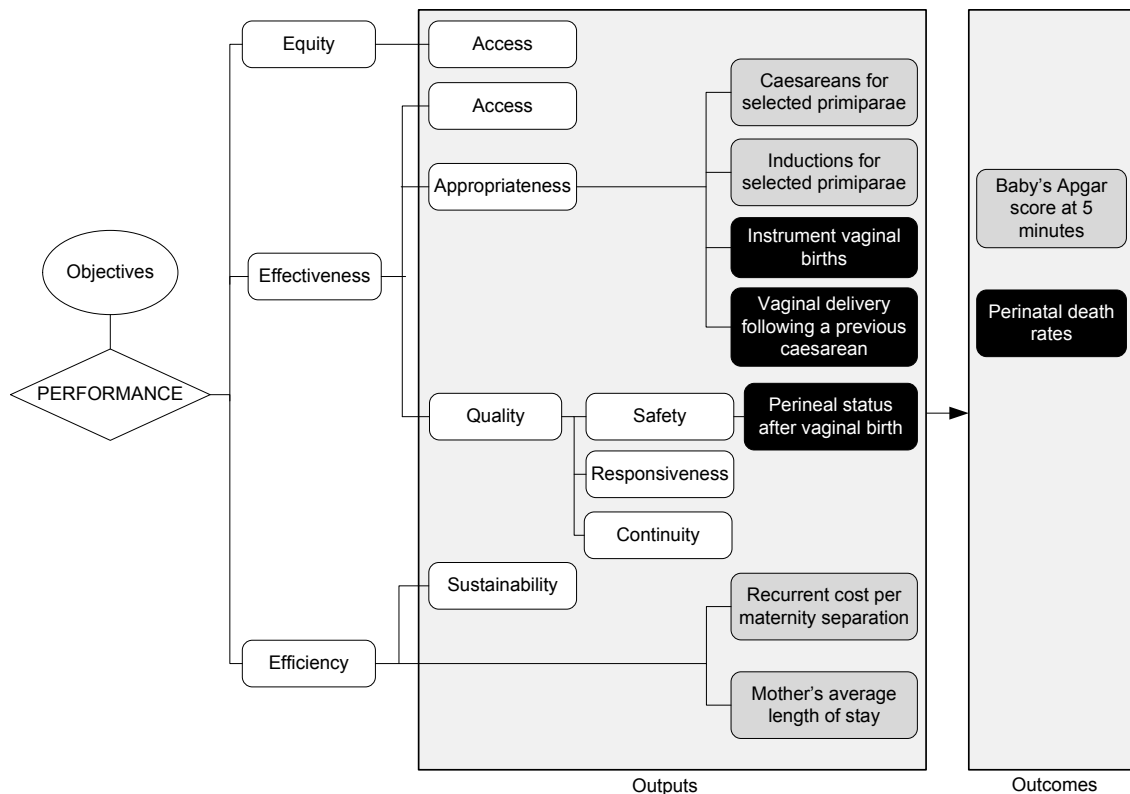 Equity
Access
Access
Caesareans for
selected primiparae
Appropriateness
Inductions for
selected primiparae
Baby's Apgar
score at 5
minutes
Instrument vaginal
births
Objectives
Effectiveness
Vaginal delivery
following a previous
caesarean
Perinatal death
rates
PERFORMANCE
Quality
Safety
Perineal status
after vaginal birth
Responsiveness
Continuity
Sustainability
Recurrent cost per
maternity separation
Efficiency
Mother's average
length of stay
Outputs
Outcomes